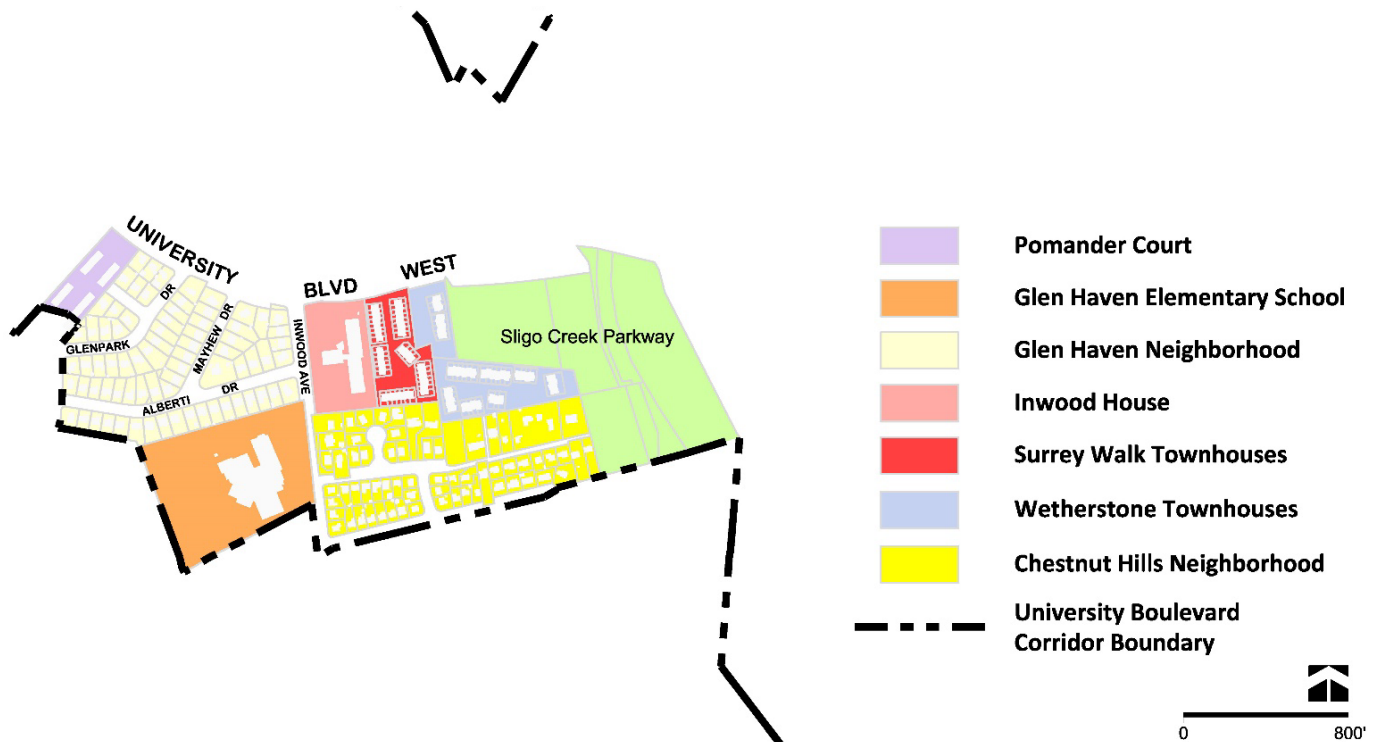 UNIVERSITY
BLVD
WEST
DR
MAYHEW DR
GLENPARK
INWOOD AVE
ALBERTI DR
Sligo Creek Parkway
Pomander Court
Glen Haven Elementary School
Glen Haven Neighborhood
Inwood House
Surrey Walk Townhouses
Wetherstone Townhouses
Chestnut Hills Neighborhood
University Boulevard
Corridor Boundary
0 800'